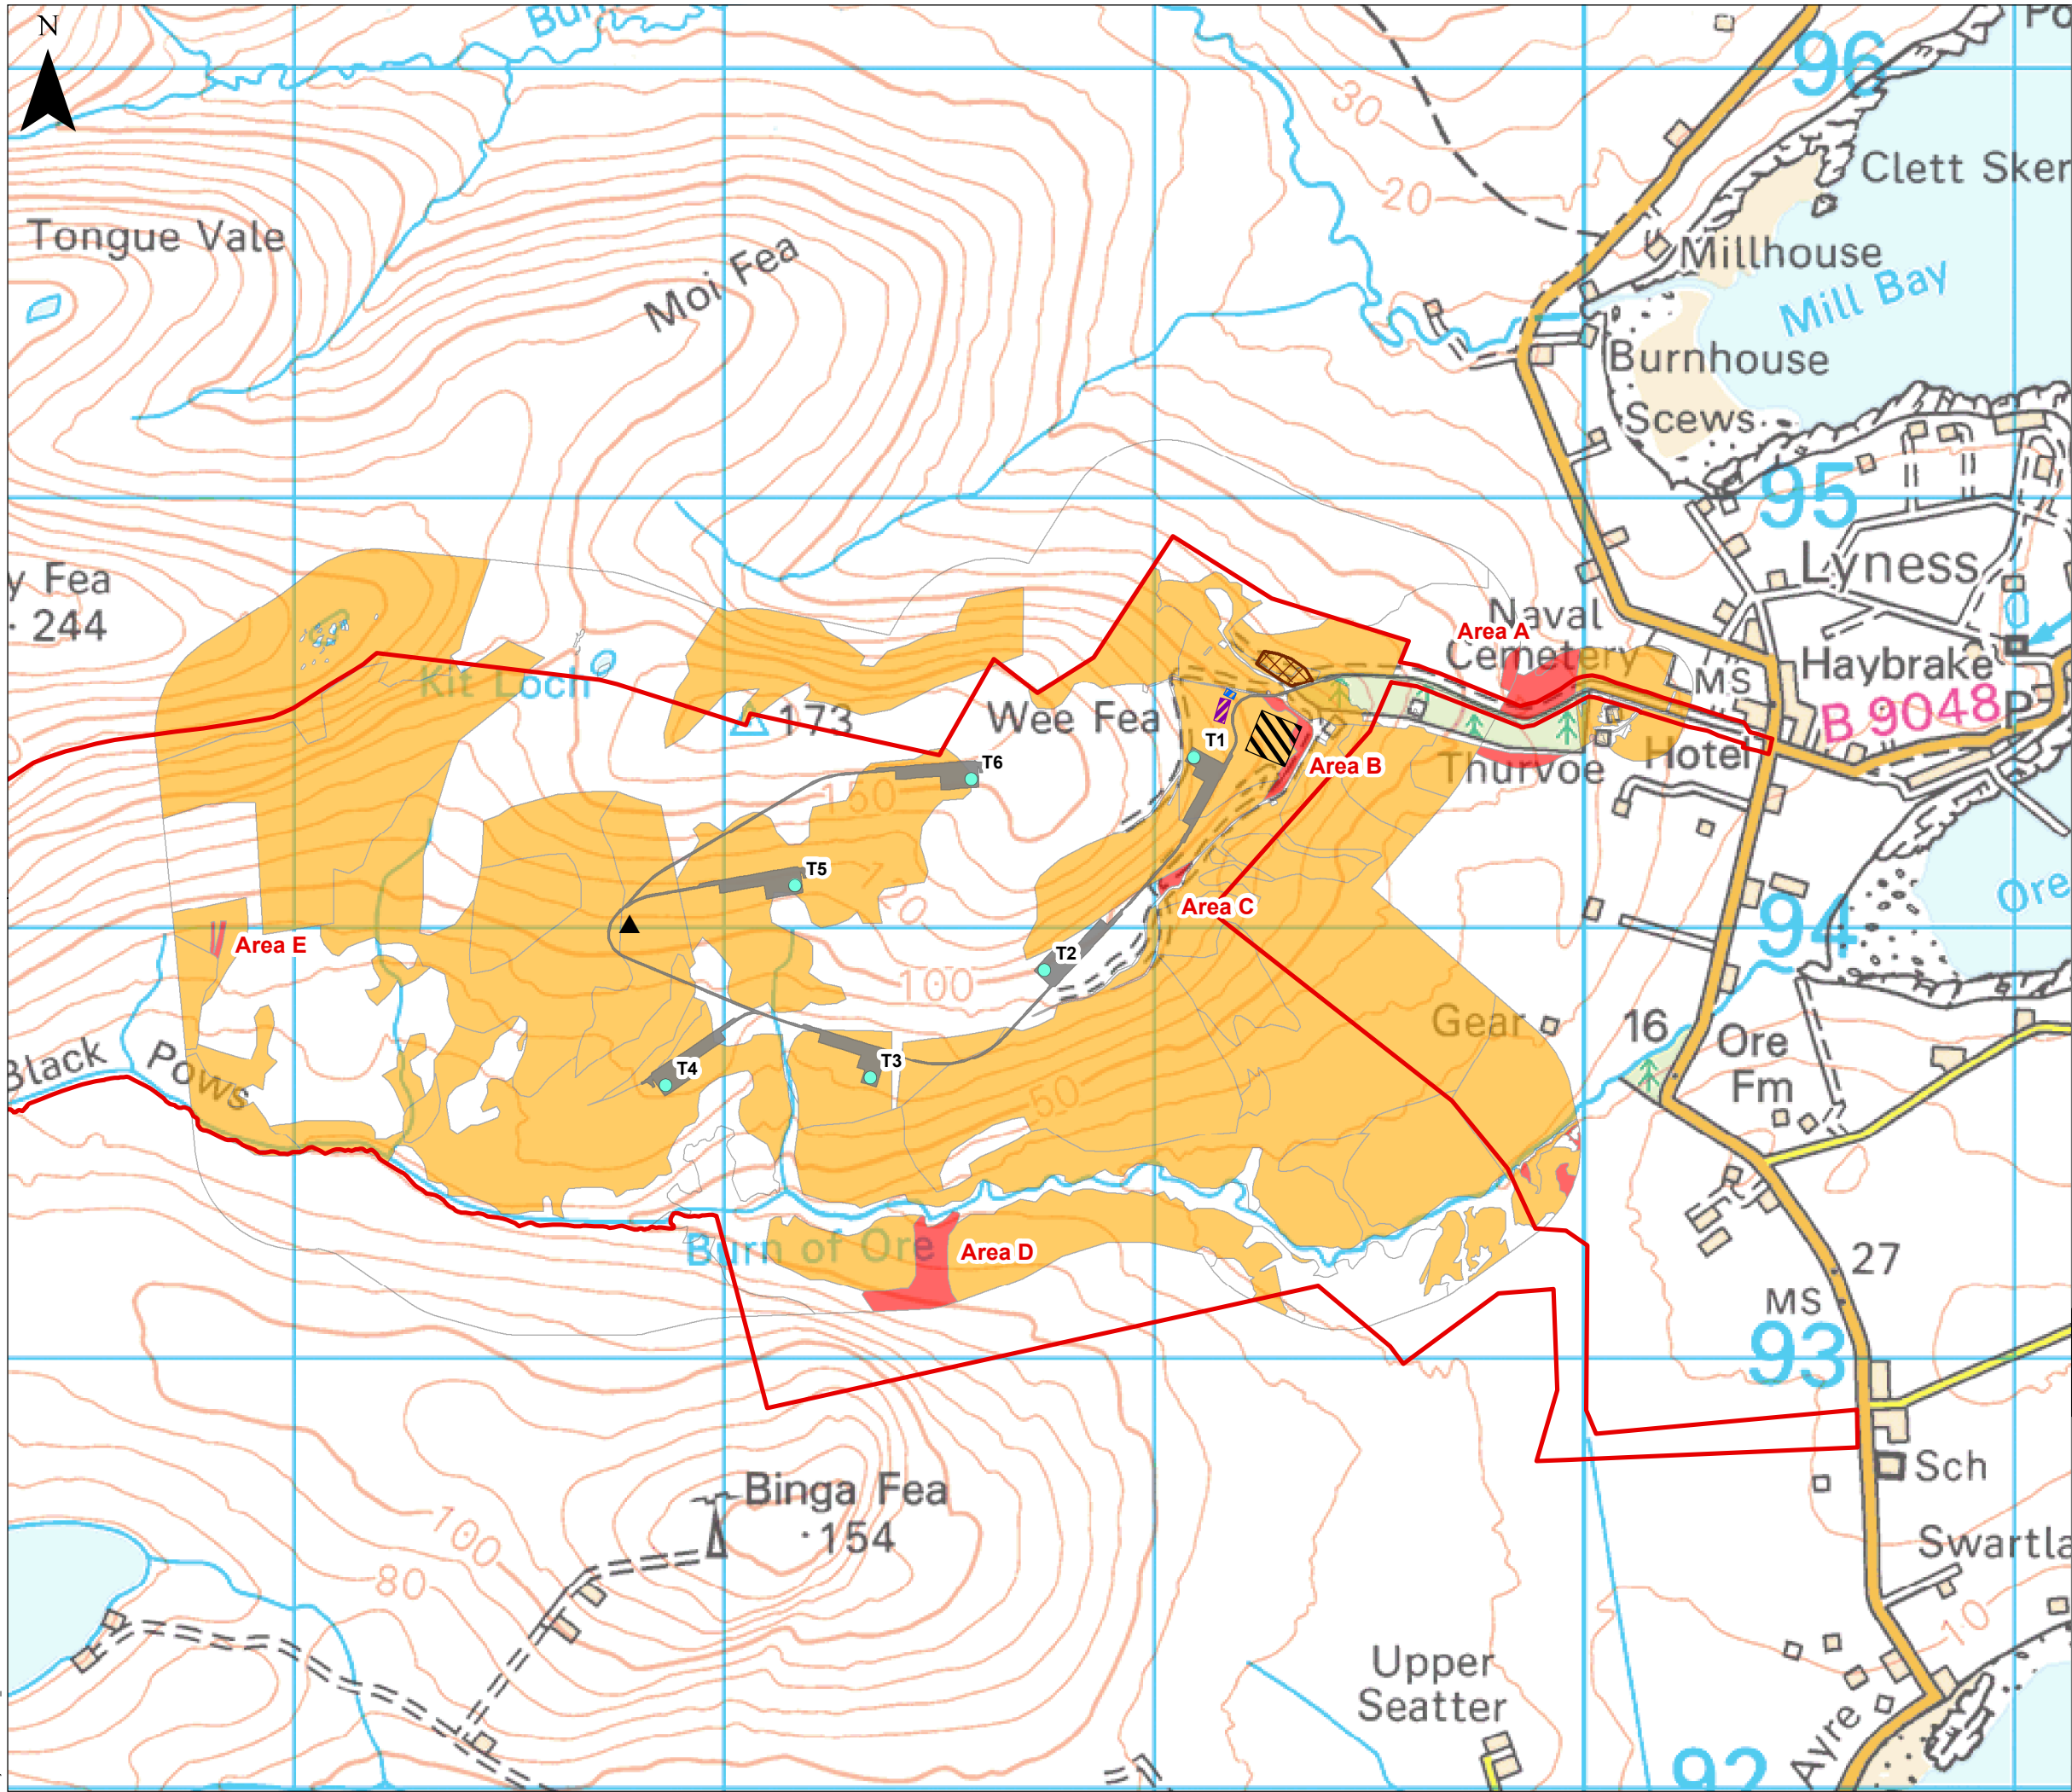 N
Bur
Po
96
30
Clett Sker
20
Tongue Vale
Millhouse
Moi Fea
Mill Bay
Burnhouse
Scews
95
Lyness
y Fea
244
Naval
Area A
Cemetery
Haybrake
Kit Loch
MS
173
Wee Fea
B 9048
P
T1
Hotel
Area B
Thurvoe
T6
150
T5
120
Area C
94
Ore
Area E
T2
100
Gear
16
Ore
Fm
Black Pows
T3
T4
50
Burn of Ore
Area D
27
MS
93
Binga Fea
154
Sch
100
80
Swartla
10
Upper
Seatter
Ayre
92